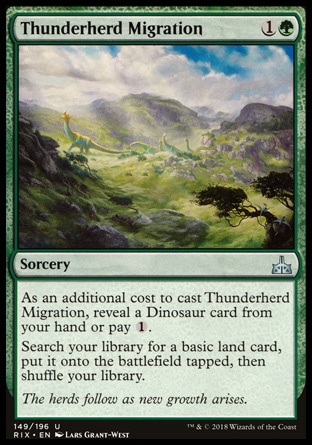 Thunderherd Migration 1
Sorcery
As an additional cost to cast Thunderherd
Migration, reveal a Dinosaur card from
your hand or pay 1.
Search your library for a basic land card,
put it onto the battlefield tapped, then
shuffle your library.
The herds follow as new growth arises.
149/196 U
RIX • EN Lars Grant-West
™ & © 2018 Wizards of the Coast